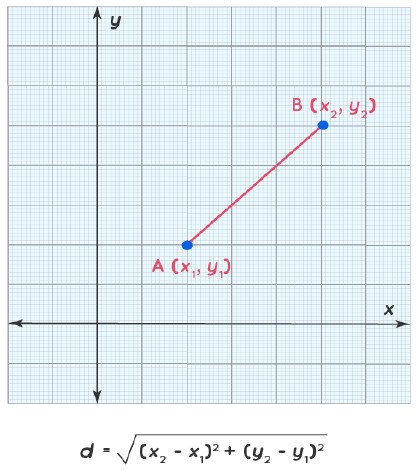 y
B (x₂, y₂)
A (x₁, y₁)
x
d = √(x₂ - x₁)² + (y₂ - y₁)²